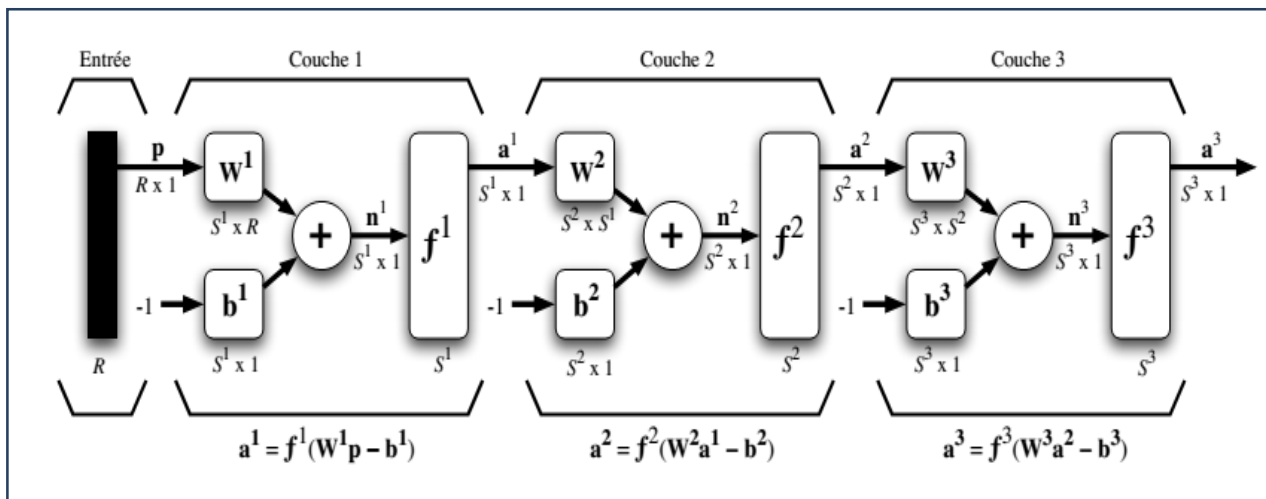 Entrée Couche 1 Couche 2 Couche 3
p a¹ a² a³
W¹ W² W³
R x 1 S¹ x 1 S² x 1 S³ x 1
S¹ x R S² x S¹ S³ x S²
+ n¹ f¹ + n² f² + n³ f³
S¹ x 1 S² x 1 S³ x 1
-1 b¹ -1 b² -1 b³
R S¹ x 1 S¹ S² x 1 S² S³ x 1 S³
a¹ = f¹(W¹p – b¹) a² = f²(W²a¹ – b²) a³ = f³(W³a² – b³)